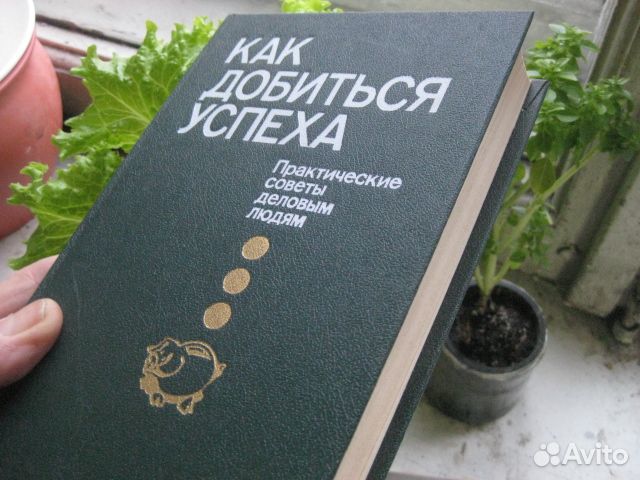 КАК
ДОБИТЬСЯ
УСПЕХА
Практические
советы
деловым
людям
Avito